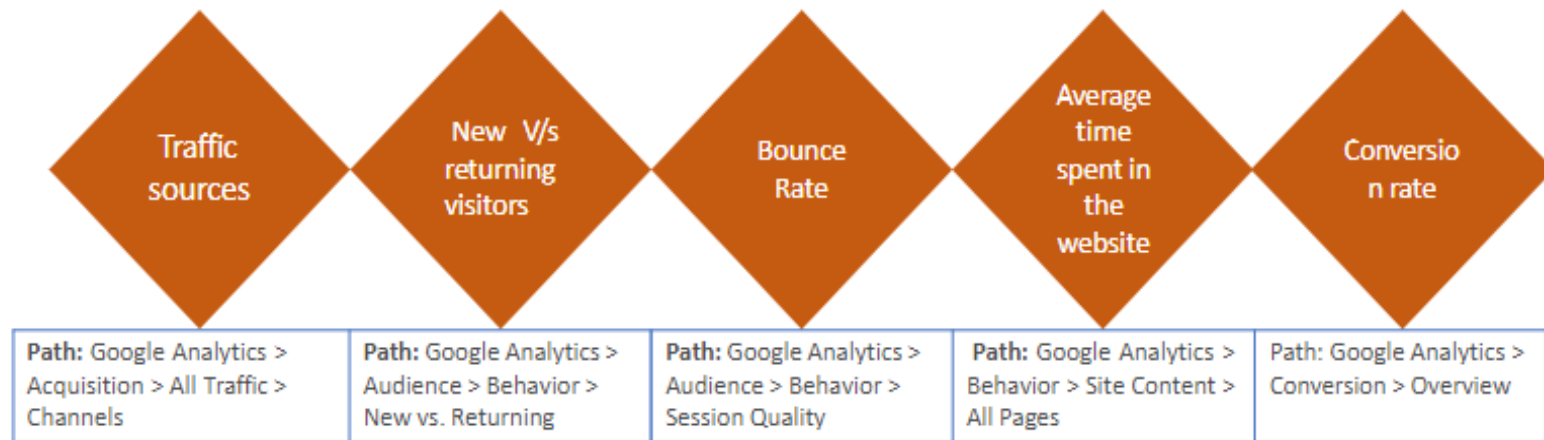 Traffic
sources
New V/s
returning
visitors
Bounce
Rate
Average
time
spent in
the
website
Conversio
n rate
Path: Google Analytics >
Acquisition > All Traffic >
Channels
Path: Google Analytics >
Audience > Behavior >
New vs. Returning
Path: Google Analytics >
Audience > Behavior >
Session Quality
Path: Google Analytics >
Behavior > Site Content >
All Pages
Path: Google Analytics >
Conversion > Overview